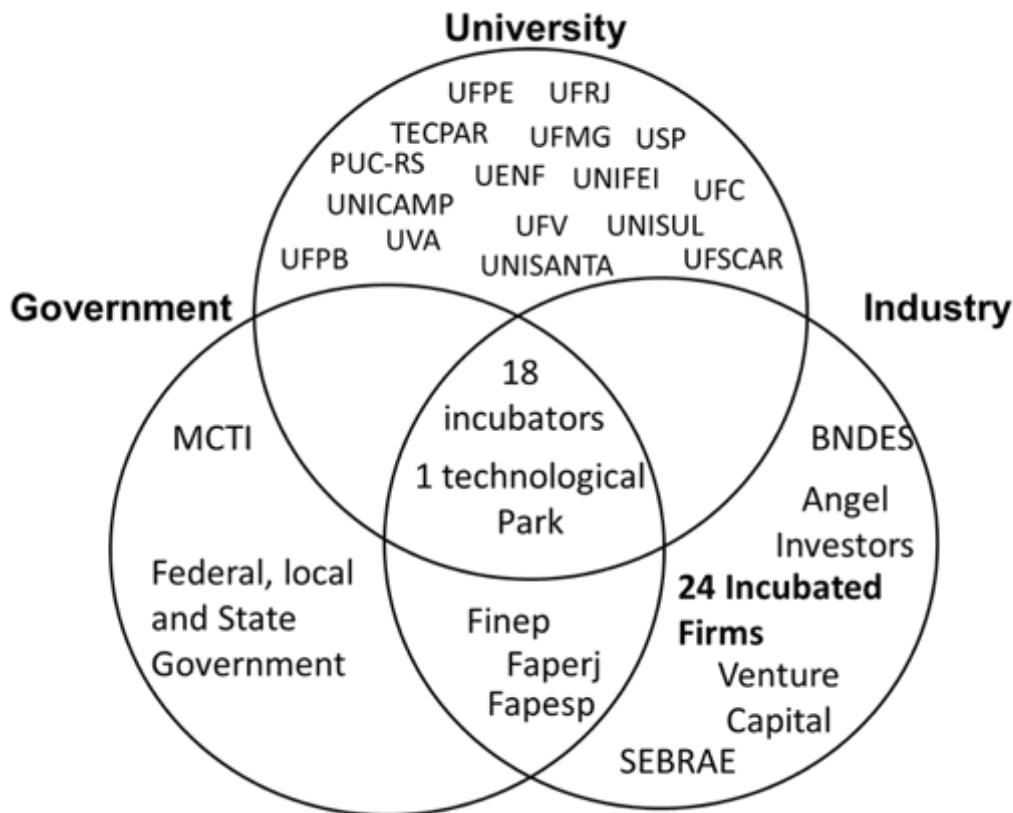 University
UFPE UFRJ
TECPAR UFMG USP
PUC-RS UENF UNIFEI UFC
UNICAMP UFV UNISUL
UVA
UFPB UNISANTA UFSCAR
Government Industry
18
incubators
MCTI BNDES
1 technological
Park
Angel
Investors
Federal, local
and State
Government
24 Incubated
Firms
Finep
Faperj
Fapesp
Venture
Capital
SEBRAE